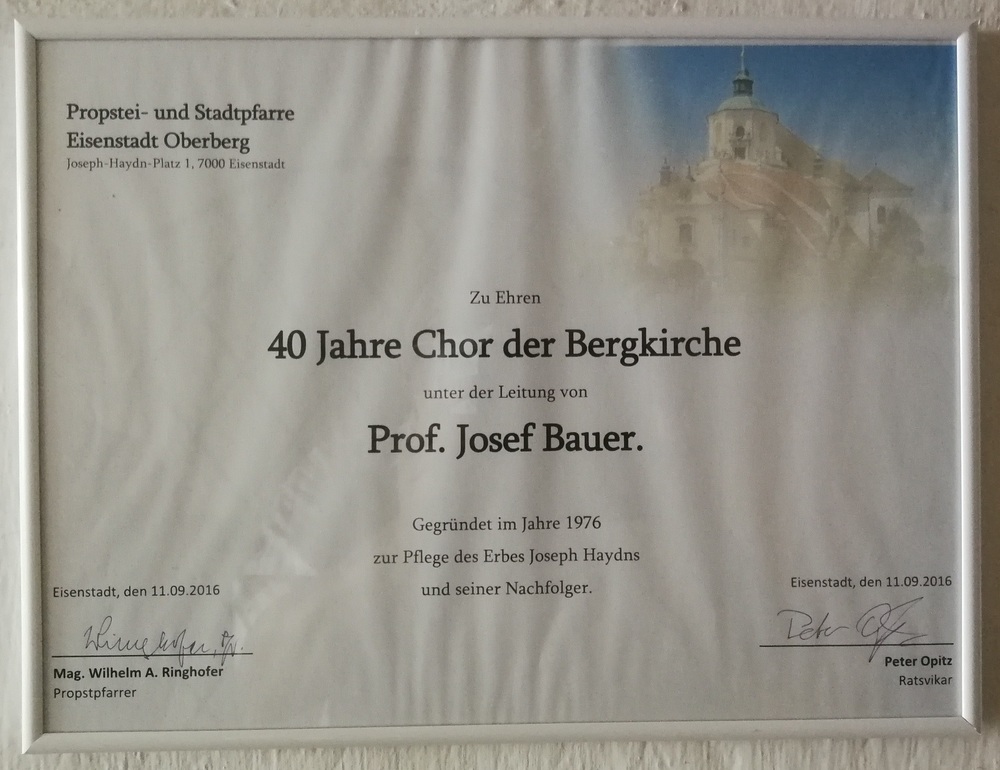 Propstei- und Stadtpfarre
Eisenstadt Oberberg
Joseph-Haydn-Platz 1, 7000 Eisenstadt
Zu Ehren
40 Jahre Chor der Bergkirche
unter der Leitung von
Prof. Josef Bauer.
Gegründet im Jahre 1976
zur Pflege des Erbes Joseph Haydns
und seiner Nachfolger.
Eisenstadt, den 11.09.2016
Mag. Wilhelm A. Ringhofer
Propstpfarrer
Eisenstadt, den 11.09.2016
Peter Opitz
Ratsvikar